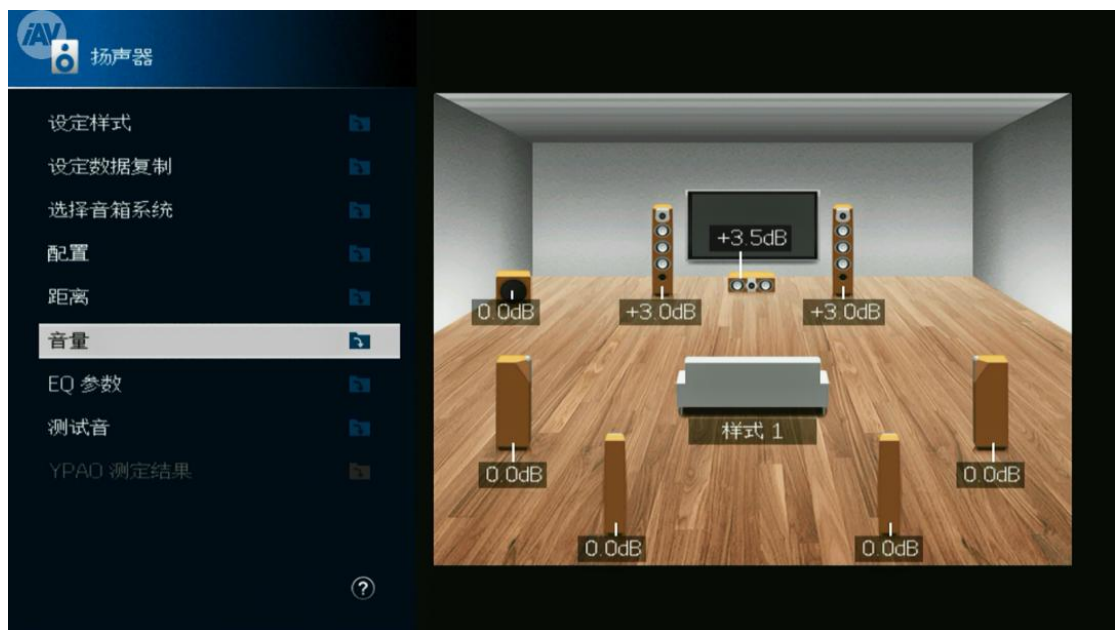 iAV
扬声器
设定样式
设定数据复制
选择音箱系统
配置
距离
音量
EQ 参数
测试音
YPAO 测定结果
?
+3.5dB
0.0dB
+3.0dB
+3.0dB
样式 1
0.0dB
0.0dB
0.0dB
0.0dB